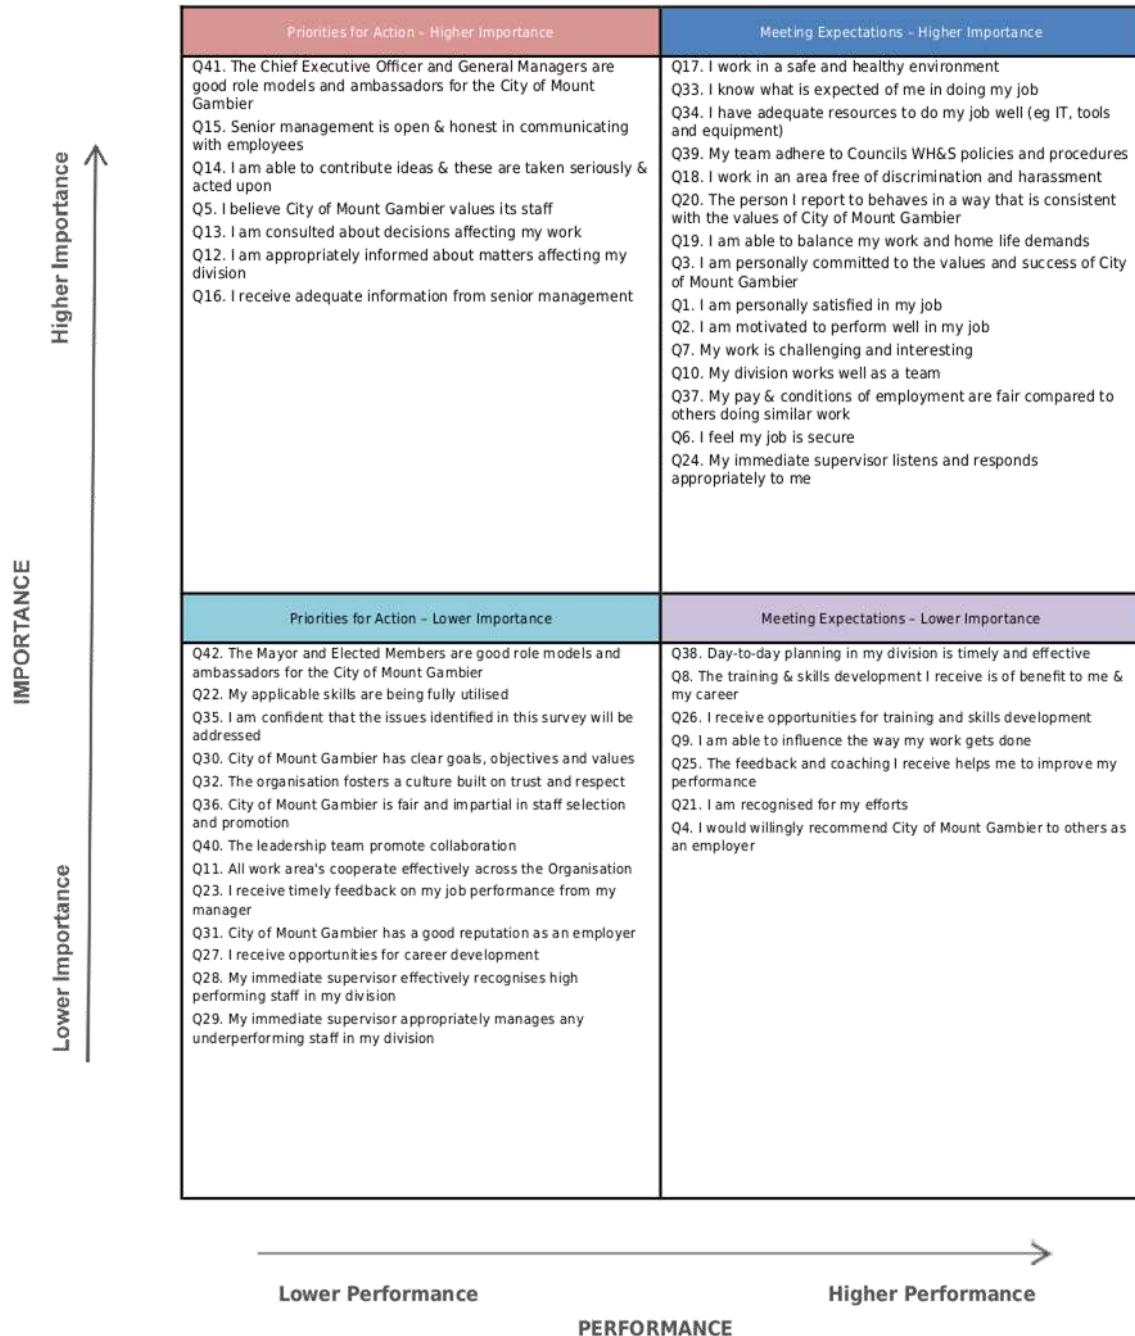 Priorities for Action – Higher Importance
Q41. The Chief Executive Officer and General Managers are
good role models and ambassadors for the City of Mount
Gambier
Q15. Senior management is open & honest in communicating
with employees
Q14. I am able to contribute ideas & these are taken seriously &
acted upon
Q5. I believe City of Mount Gambier values its staff
Q13. I am consulted about decisions affecting my work
Q12. I am appropriately informed about matters affecting my
division
Q16. I receive adequate information from senior management
Meeting Expectations – Higher Importance
Q17. I work in a safe and healthy environment
Q33. I know what is expected of me in doing my job
Q34. I have adequate resources to do my job well (eg IT, tools
and equipment)
Q39. My team adhere to Councils WH&S policies and procedures
Q18. I work in an area free of discrimination and harassment
Q20. The person I report to behaves in a way that is consistent
with the values of City of Mount Gambier
Q19. I am able to balance my work and home life demands
Q3. I am personally committed to the values and success of City
of Mount Gambier
Q1. I am personally satisfied in my job
Q2. I am motivated to perform well in my job
Q7. My work is challenging and interesting
Q10. My division works well as a team
Q37. My pay & conditions of employment are fair compared to
others doing similar work
Q6. I feel my job is secure
Q24. My immediate supervisor listens and responds
appropriately to me
Priorities for Action – Lower Importance
Q42. The Mayor and Elected Members are good role models and
ambassadors for the City of Mount Gambier
Q22. My applicable skills are being fully utilised
Q35. I am confident that the issues identified in this survey will be
addressed
Q30. City of Mount Gambier has clear goals, objectives and values
Q32. The organisation fosters a culture built on trust and respect
Q36. City of Mount Gambier is fair and impartial in staff selection
and promotion
Q40. The leadership team promote collaboration
Q11. All work area's cooperate effectively across the Organisation
Q23. I receive timely feedback on my job performance from my
manager
Q31. City of Mount Gambier has a good reputation as an employer
Q27. I receive opportunities for career development
Q28. My immediate supervisor effectively recognises high
performing staff in my division
Q29. My immediate supervisor appropriately manages any
underperforming staff in my division
Meeting Expectations – Lower Importance
Q38. Day-to-day planning in my division is timely and effective
Q8. The training & skills development I receive is of benefit to me &
my career
Q26. I receive opportunities for training and skills development
Q9. I am able to influence the way my work gets done
Q25. The feedback and coaching I receive helps me to improve my
performance
Q21. I am recognised for my efforts
Q4. I would willingly recommend City of Mount Gambier to others as
an employer
IMPORTANCE
Higher Importance
Lower Importance
Lower Performance
Higher Performance
PERFORMANCE